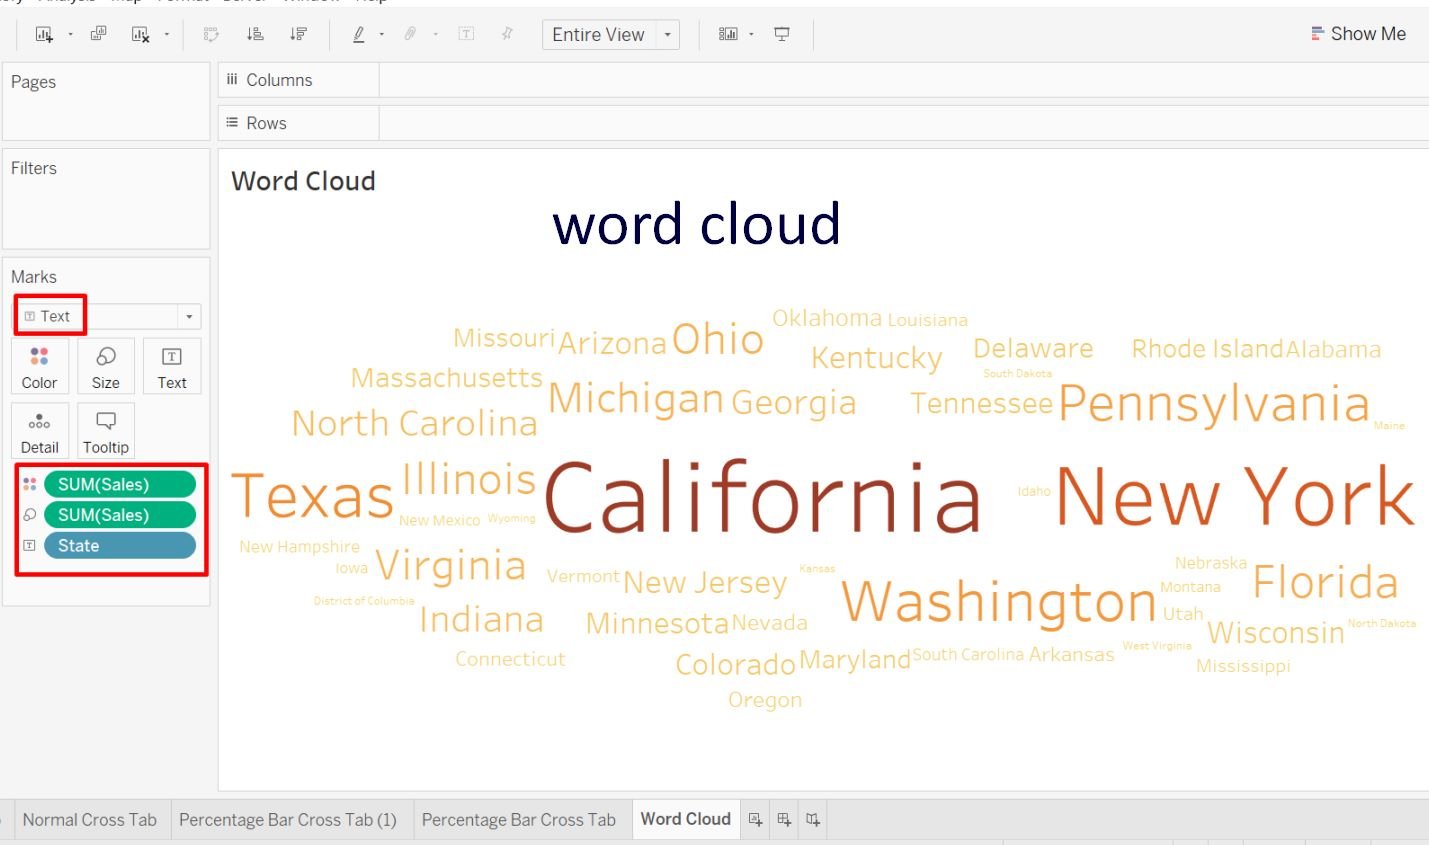 Entire View
Show Me
Pages
Columns
Rows
Filters
Word Cloud
word cloud
Marks
Text
Color Size Text
Detail Tooltip
SUM(Sales)
SUM(Sales)
State
Oklahoma Louisiana
Missouri Arizona Ohio Kentucky Delaware Rhode Island Alabama
South Dakota
Massachusetts Michigan Georgia Tennessee Pennsylvania
North Carolina Maine
Texas Illinois California Idaho New York
New Mexico Wyoming
New Hampshire Iowa Virginia Vermont New Jersey Kansas Washington Nebraska Montana Florida
District of Columbia Indiana Minnesota Nevada Utah Wisconsin North Dakota
Connecticut Colorado Maryland South Carolina Arkansas West Virginia Mississippi
Oregon
Normal Cross Tab Percentage Bar Cross Tab (1) Percentage Bar Cross Tab Word Cloud